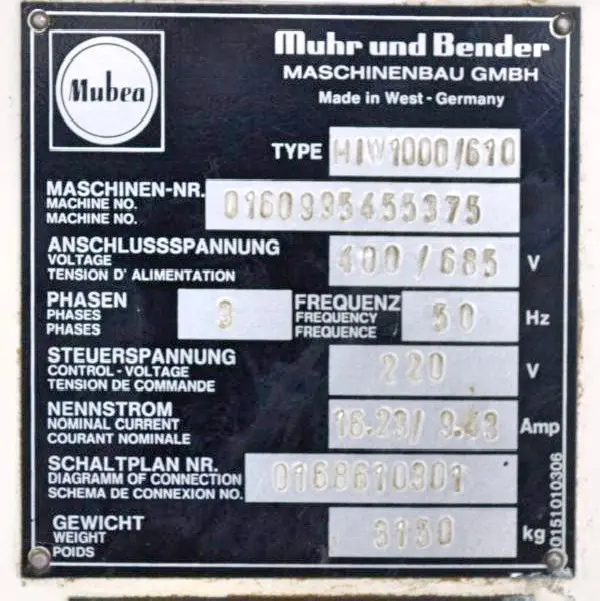 Mubea
Muhr und Bender
MASCHINENBAU GMBH
Made in West - Germany
TYPE HIW1000/610
MASCHINEN-NR. 0160995455375
MACHINE NO.
MACHINE NO.
ANSCHLUSSSPANNUNG 400/685 V
VOLTAGE
TENSION D' ALIMENTATION
PHASEN 3 FREQUENZ 50 Hz
PHASES FREQUENCY
PHASES FREQUENCE
STEUERSPANNUNG 220 V
CONTROL - VOLTAGE
TENSION DE COMMANDE
NENNSTROM Amp
NOMINAL CURRENT
COURANT NOMINALE
SCHALTPLAN NR.
DIAGRAMM OF CONNECTION
SCHEMA DE CONNEXION NO.
GEWICHT kg
WEIGHT
POIDS
0151010306